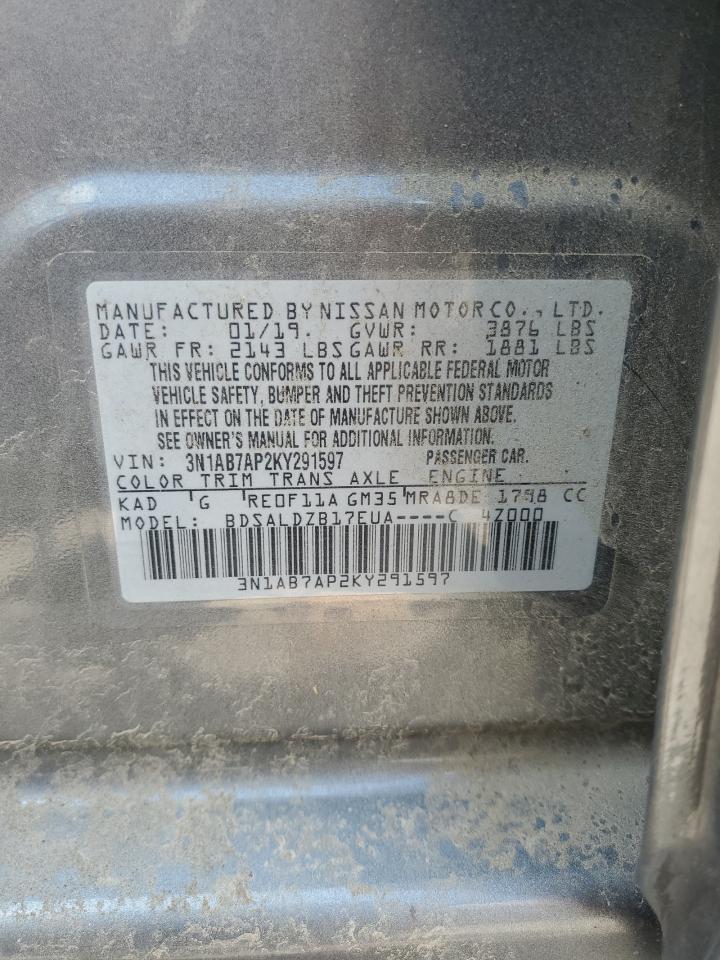 MANUFACTURED BY NISSAN MOTOR CO., LTD.
DATE: 01/19. GVWR: 3876 LBS
GAWR FR: 2143 LBS GAWR RR: 1881 LBS
THIS VEHICLE CONFORMS TO ALL APPLICABLE FEDERAL MOTOR
VEHICLE SAFETY, BUMPER AND THEFT PREVENTION STANDARDS
IN EFFECT ON THE DATE OF MANUFACTURE SHOWN ABOVE.
SEE OWNER'S MANUAL FOR ADDITIONAL INFORMATION.
VIN: 3N1AB7AP2KY291597 PASSENGER CAR.
COLOR TRIM TRANS AXLE ENGINE
KAD G RE0F11A GM35 MRA8DE 1798 CC
MODEL: BDSALDZB17EUA----C 4Z000
3N1AB7AP2KY291597